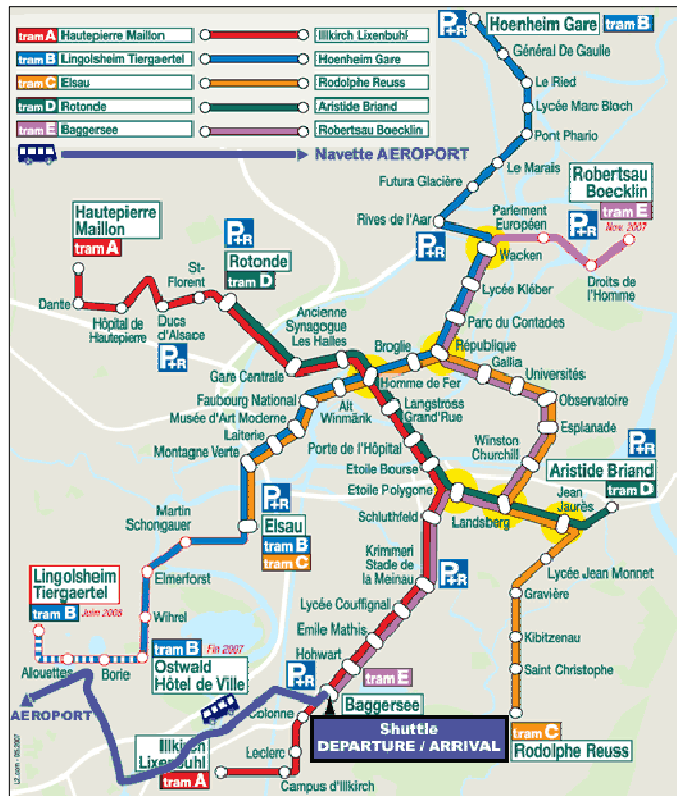 tram A Hautepierre Maillon Illkirch Lixenbuhl
tram B Lingolsheim Tiergaertel Hoenheim Gare
tram C Elsau Rodolphe Reuss
tram D Rotonde Aristide Briand
tram E Baggersee Robertsau Boecklin
Navette AEROPORT
P+R
Hoenheim Gare tram B
Général De Gaulle
Le Ried
Lycée Marc Bloch
Pont Phario
Le Marais
Futura Glacière
Rives de l'Aar
P+R
Parlement
Européen
Robertsau
Boecklin
tram E
P+R
Nov. 2007
Droits de
l'Homme
Wacken
Lycée Kléber
Parc du Contades
République
Hautepierre
Maillon
tram A
Dante
Hôpital de
Hautepierre
Ducs
d'Alsace
P+R
St-
Florent
P+R
Rotonde
tram D
Ancienne
Synagogue
Les Halles
Gare Centrale
Broglie
Homme de Fer
Gallia
Universités
Observatoire
Esplanade
Winston
Churchill
Faubourg National
Alt
Winmärik
Musée d'Art Moderne
Laiterie
Montagne Verte
Langstross
Grand'Rue
Porte de l'Hôpital
Etoile Bourse
Etoile Polygone
Landsberg
Jean
Jaurès
P+R
Aristide Briand
tram D
Schluthfeld
Krimmeri
Stade de
la Meinau
P+R
Lycée Couffignal
Emile Mathis
Hohwart
P+R
tram E
Baggersee
P+R
Elsau
tram B
tram C
Martin
Schongauer
Elmerforst
Wihrel
Lingolsheim
Tiergaertel
tram B Juin 2008
Alouettes
Borie
tram B Fin 2007
Ostwald
Hôtel de Ville
AEROPORT
Colonne
Leclerc
Campus d'Illkirch
Illkirch
Lixenbuhl
tram A
Shuttle
DEPARTURE / ARRIVAL
Lycée Jean Monnet
Gravière
Kibitzenau
Saint Christophe
tram C
Rodolphe Reuss